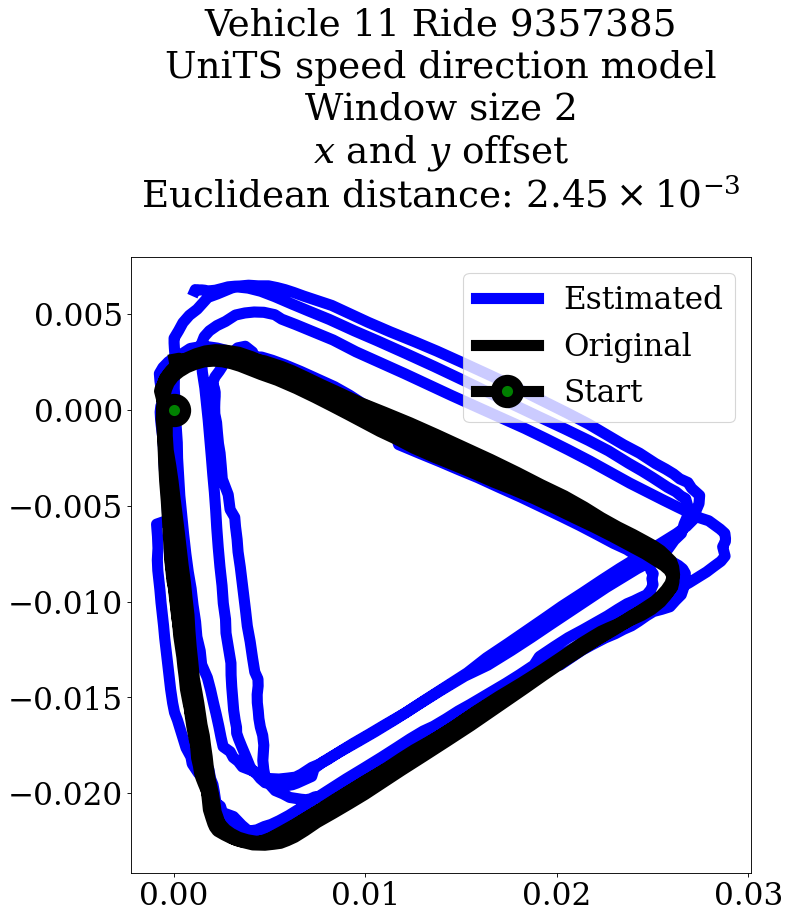 Vehicle 11 Ride 9357385
UniTS speed direction model
Window size 2
x and y offset
Euclidean distance: 2.45 × 10⁻³
Estimated
Original
Start
0.005
0.000
−0.005
−0.010
−0.015
−0.020
0.00 0.01 0.02 0.03